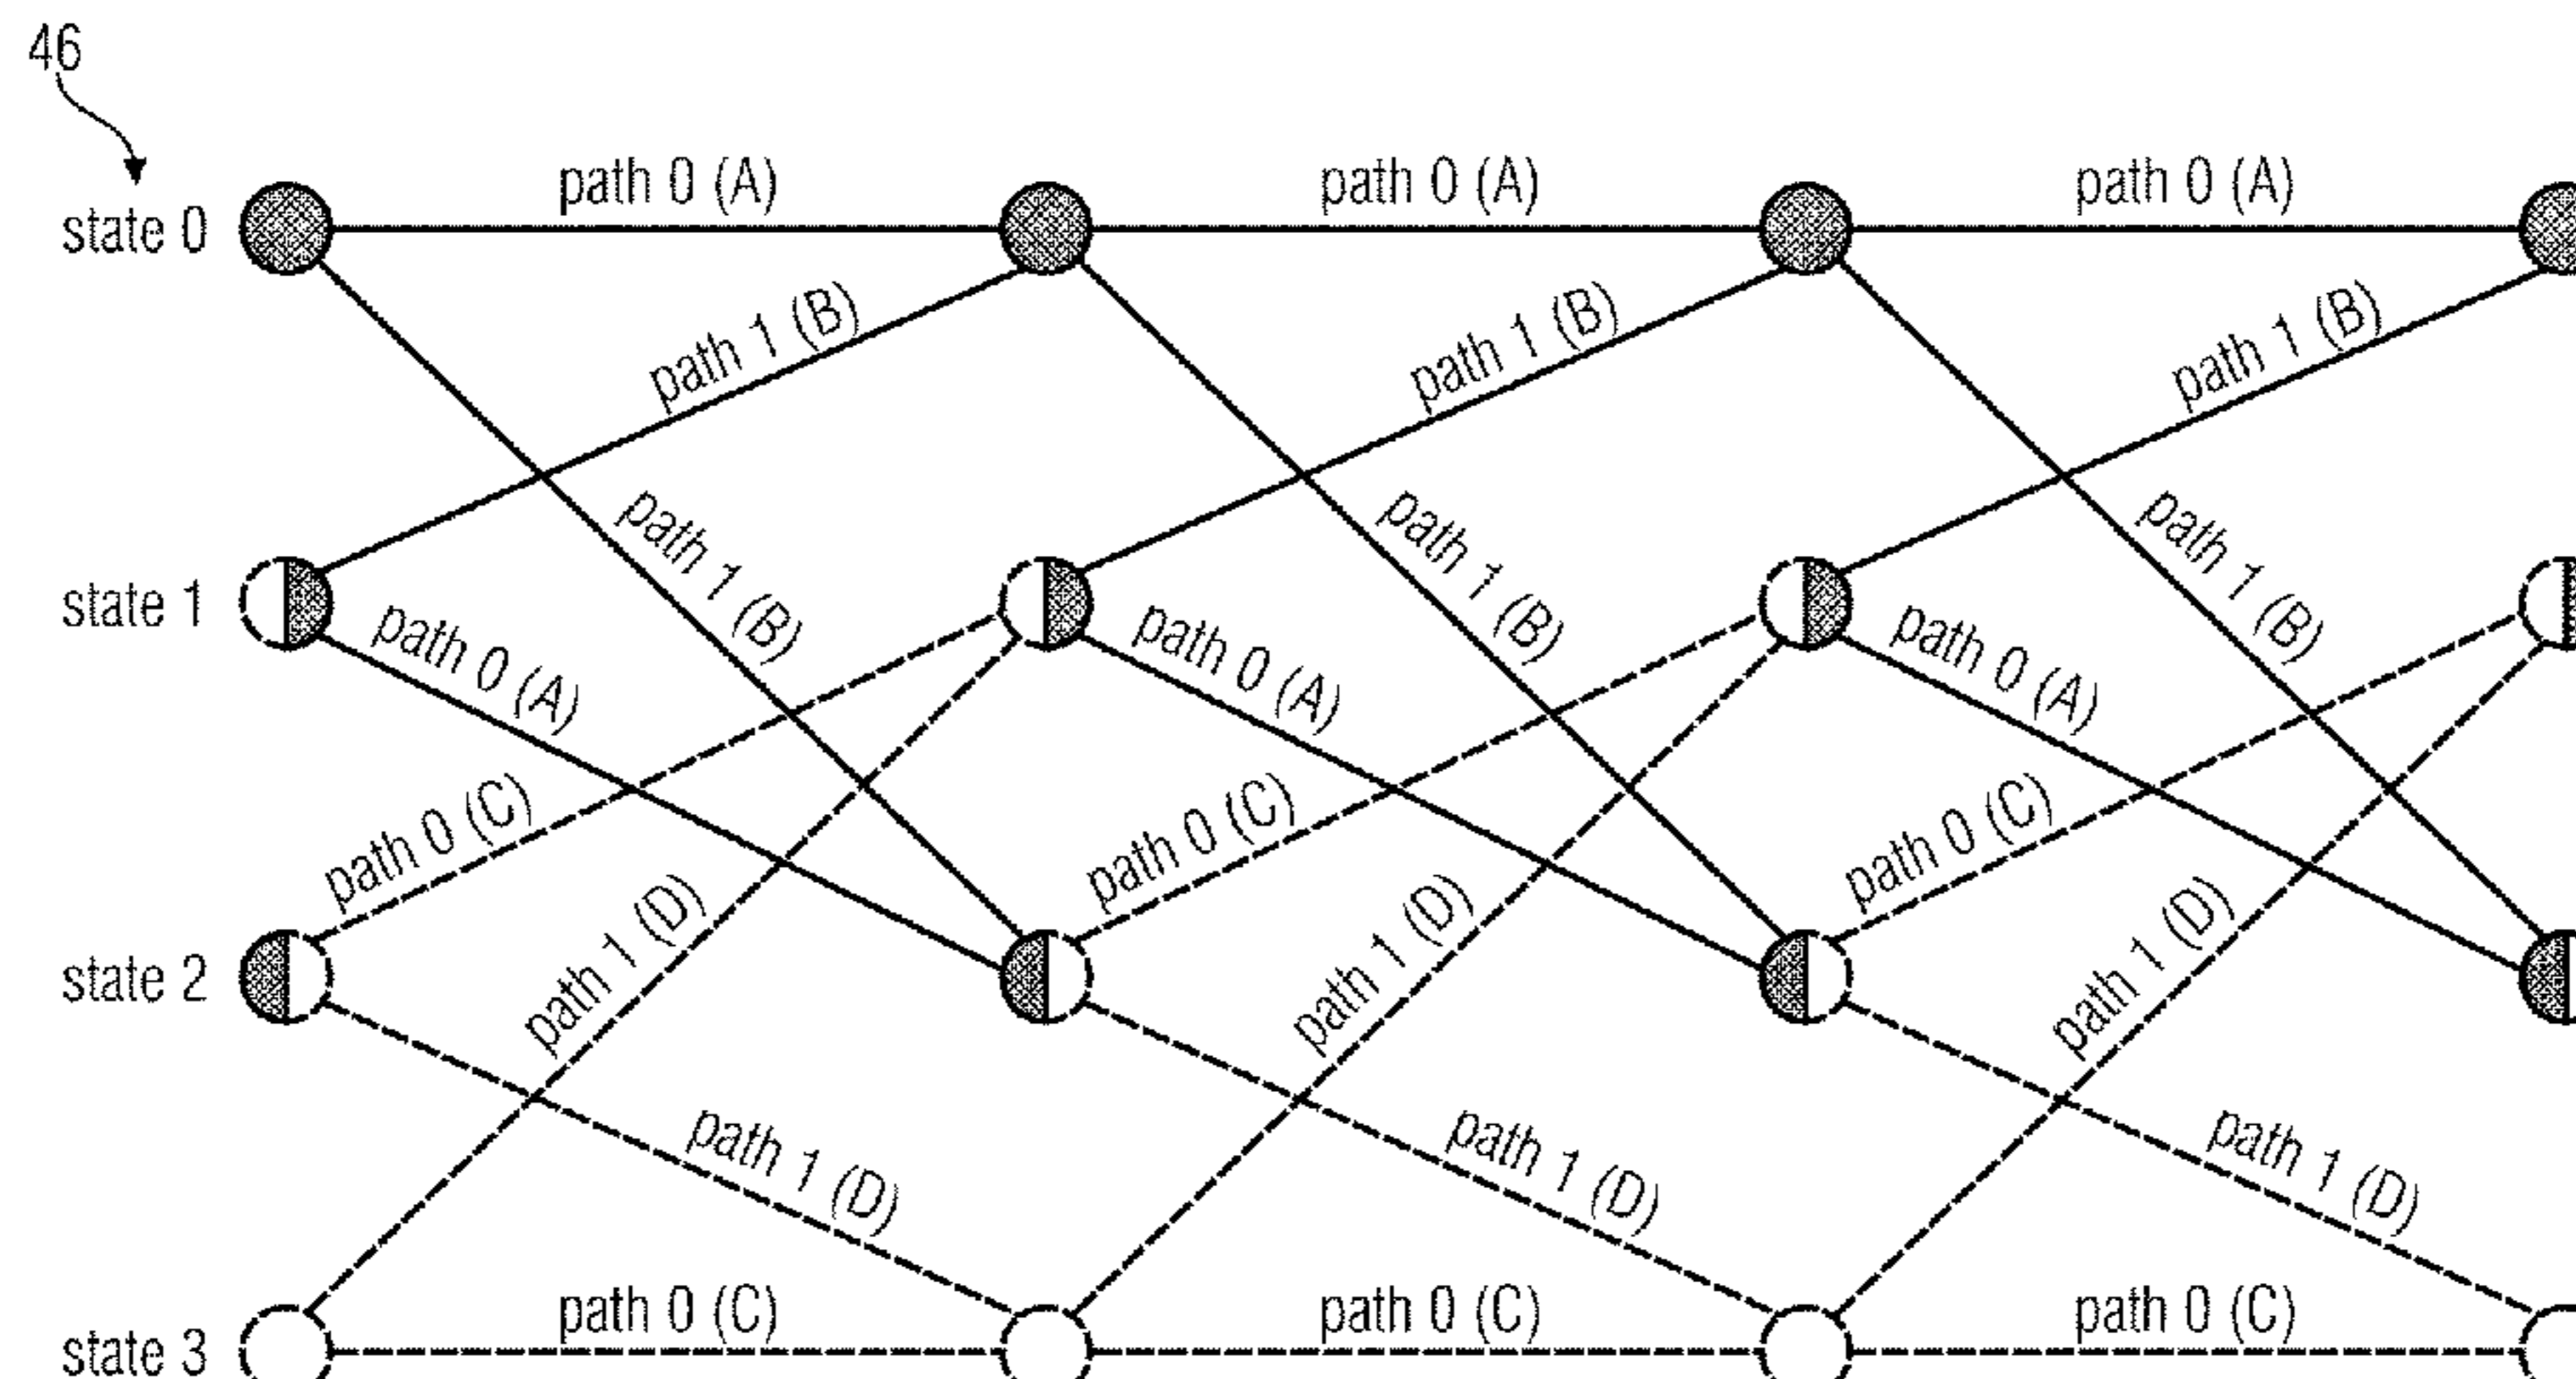 46
path 0 (A) path 0 (A) path 0 (A)
state 0
path 1 (B) path 1 (B) path 1 (B)
path 1 (B) path 1 (B) path 1 (B)
state 1
path 0 (A) path 0 (A) path 0 (A)
path 0 (C) path 0 (C) path 0 (C)
path 1 (D) path 1 (D) path 1 (D)
state 2
path 1 (D) path 1 (D) path 1 (D)
path 0 (C) path 0 (C) path 0 (C)
state 3